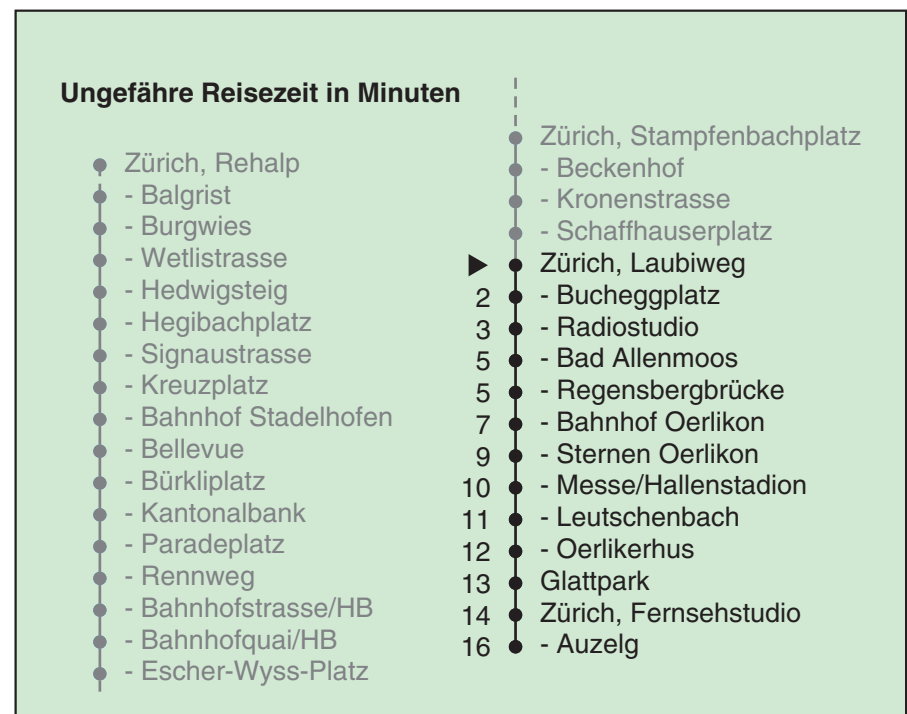 Ungefähre Reisezeit in Minuten
Zürich, Rehalp
- Balgrist
- Burgwies
- Wetlistrasse
- Hedwigsteig
- Hegibachplatz
- Signaustrasse
- Kreuzplatz
- Bahnhof Stadelhofen
- Bellevue
- Bürkliplatz
- Kantonalbank
- Paradeplatz
- Rennweg
- Bahnhofstrasse/HB
- Bahnhofquai/HB
- Escher-Wyss-Platz
Zürich, Stampfenbachplatz
- Beckenhof
- Kronenstrasse
- Schaffhauserplatz
Zürich, Laubiweg
2 - Bucheggplatz
3 - Radiostudio
5 - Bad Allenmoos
5 - Regensbergbrücke
7 - Bahnhof Oerlikon
9 - Sternen Oerlikon
10 - Messe/Hallenstadion
11 - Leutschenbach
12 - Oerlikerhus
13 Glattpark
14 Zürich, Fernsehstudio
16 - Auzelg